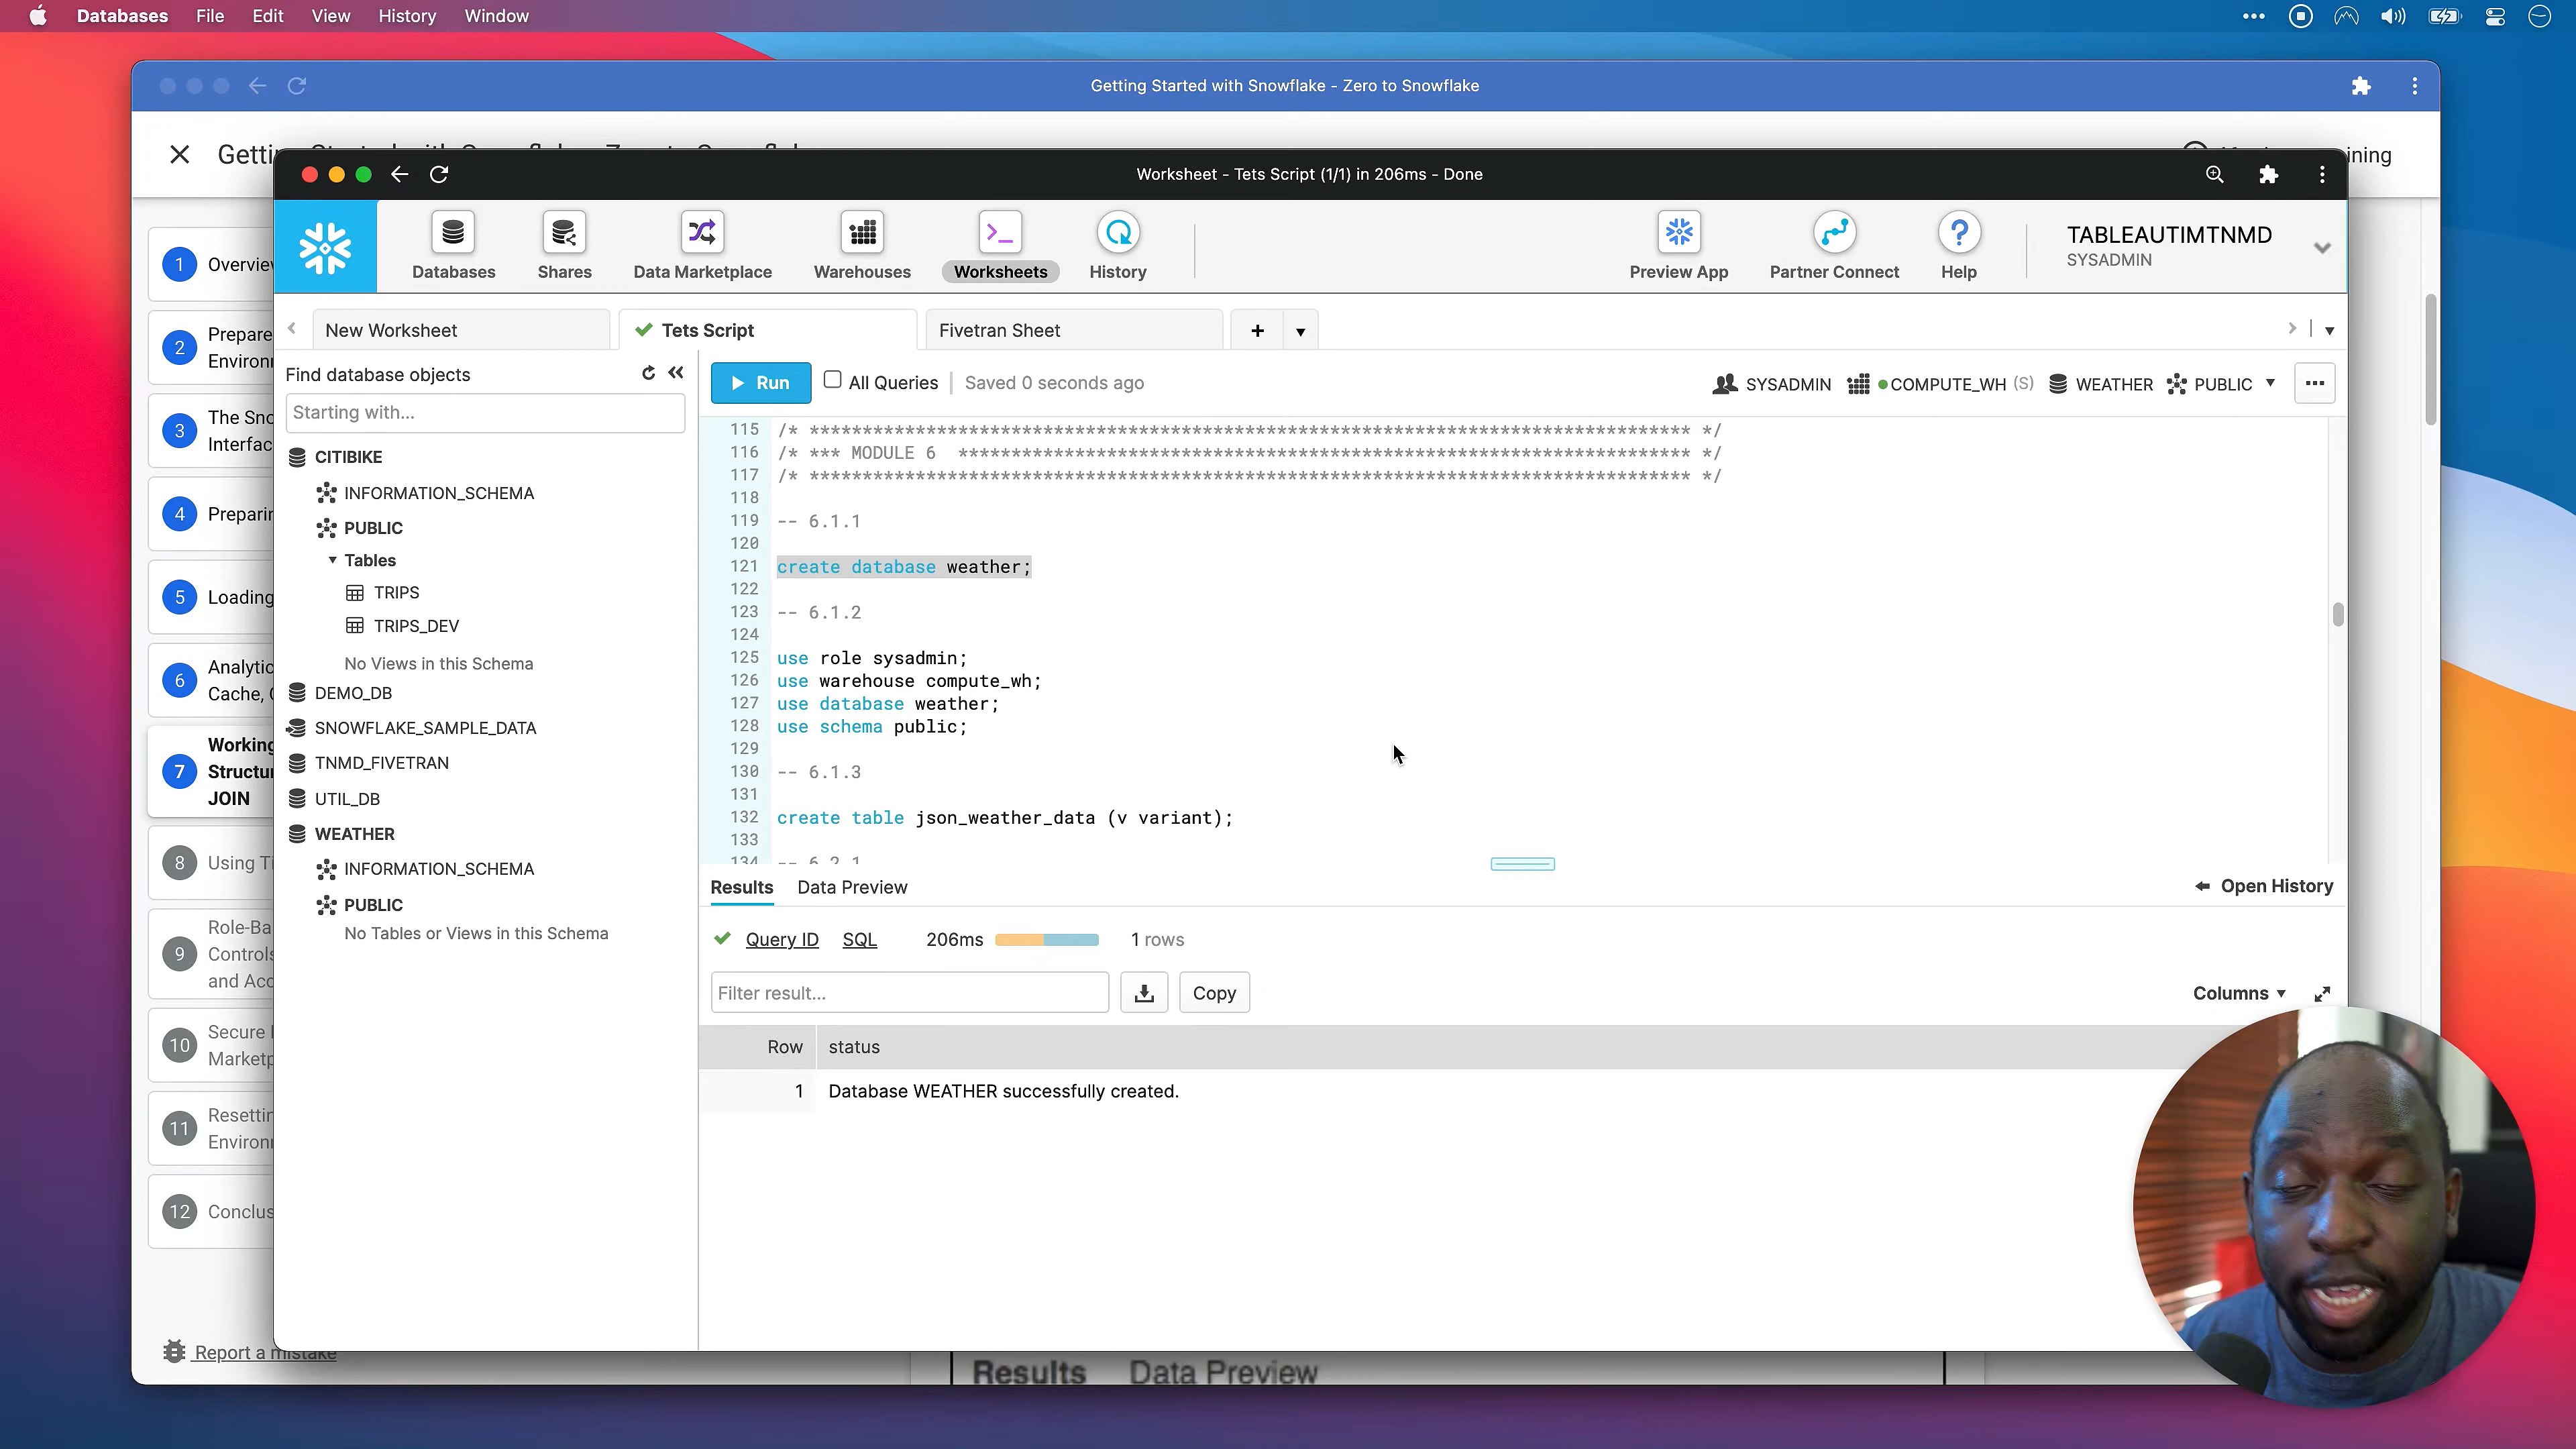 Databases File Edit View History Window
Getting Started with Snowflake - Zero to Snowflake
Worksheet - Tets Script (1/1) in 206ms - Done
Databases Shares Data Marketplace Warehouses Worksheets History Preview App Partner Connect Help
TABLEAUTIMTNMD
SYSADMIN
New Worksheet Tets Script Fivetran Sheet +
1 Overvie
2 Prepare
Environ
3 The Sno
Interfac
4 Preparin
5 Loading
6 Analytic
Cache, C
7 Working
Structu
JOIN
8 Using Ti
9 Role-Ba
Controls
and Acc
10 Secure
Marketp
11 Resettin
Environ
12 Conclus
Report a mistake
Find database objects
Starting with...
CITIBIKE
INFORMATION_SCHEMA
PUBLIC
Tables
TRIPS
TRIPS_DEV
No Views in this Schema
DEMO_DB
SNOWFLAKE_SAMPLE_DATA
TNMD_FIVETRAN
UTIL_DB
WEATHER
INFORMATION_SCHEMA
PUBLIC
No Tables or Views in this Schema
Run All Queries Saved 0 seconds ago SYSADMIN COMPUTE_WH (S) WEATHER PUBLIC
115 /* *********************************************************************************** */
116 /* *** MODULE 6 ********************************************************************* */
117 /* *********************************************************************************** */
118
119 -- 6.1.1
120
121 create database weather;
122
123 -- 6.1.2
124
125 use role sysadmin;
126 use warehouse compute_wh;
127 use database weather;
128 use schema public;
129
130 -- 6.1.3
131
132 create table json_weather_data (v variant);
133
134 -- 6.2.1
Results Data Preview Open History
Query ID SQL 206ms 1 rows
Filter result... Copy Columns
Row status
1 Database WEATHER successfully created.
Results Data Preview